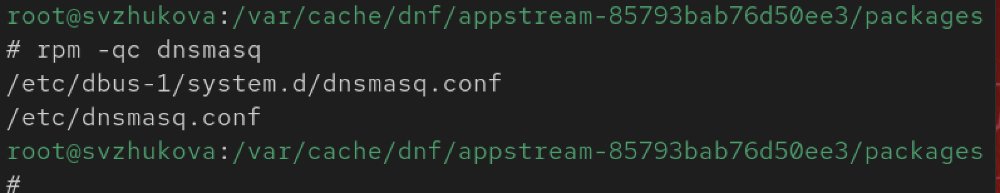 root@svzhukova:/var/cache/dnf/appstream-85793bab76d50ee3/packages
# rpm -qc dnsmasq
/etc/dbus-1/system.d/dnsmasq.conf
/etc/dnsmasq.conf
root@svzhukova:/var/cache/dnf/appstream-85793bab76d50ee3/packages
#